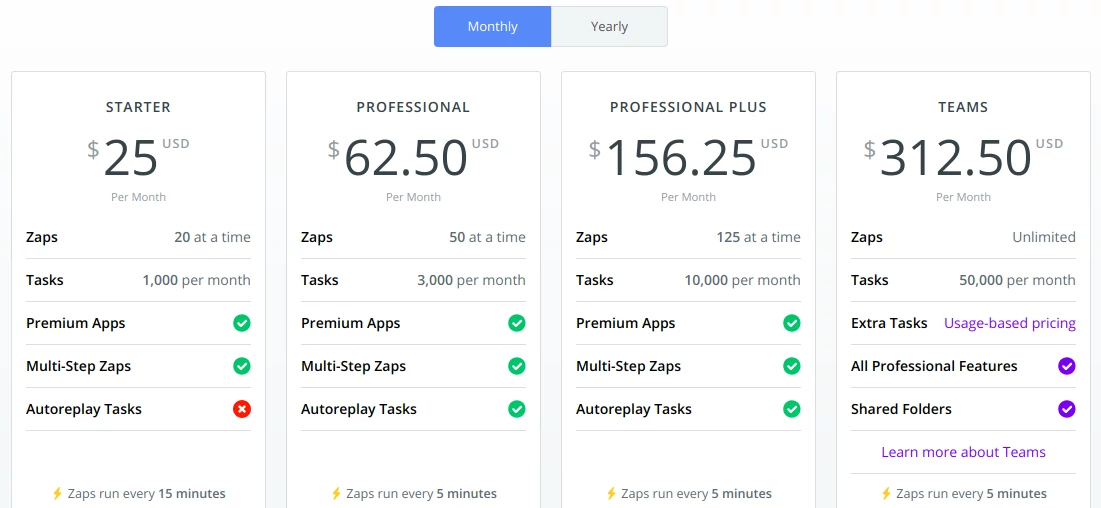 Monthly Yearly
STARTER
$25 USD
Per Month
Zaps 20 at a time
Tasks 1,000 per month
Premium Apps
Multi-Step Zaps
Autoreplay Tasks
Zaps run every 15 minutes
PROFESSIONAL
$62.50 USD
Per Month
Zaps 50 at a time
Tasks 3,000 per month
Premium Apps
Multi-Step Zaps
Autoreplay Tasks
Zaps run every 5 minutes
PROFESSIONAL PLUS
$156.25 USD
Per Month
Zaps 125 at a time
Tasks 10,000 per month
Premium Apps
Multi-Step Zaps
Autoreplay Tasks
Zaps run every 5 minutes
TEAMS
$312.50 USD
Per Month
Zaps Unlimited
Tasks 50,000 per month
Extra Tasks Usage-based pricing
All Professional Features
Shared Folders
Learn more about Teams
Zaps run every 5 minutes